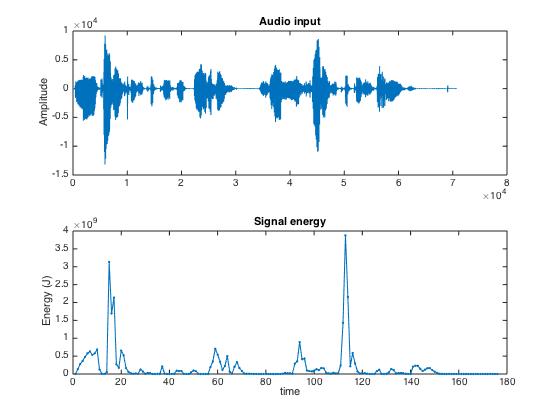 Audio input
×10⁴
1
0.5
0
-0.5
-1
-1.5
Amplitude
0 1 2 3 4 5 6 7 8
×10⁴
Signal energy
×10⁹
4
3.5
3
2.5
2
1.5
1
0.5
0
Energy (J)
0 20 40 60 80 100 120 140 160 180
time